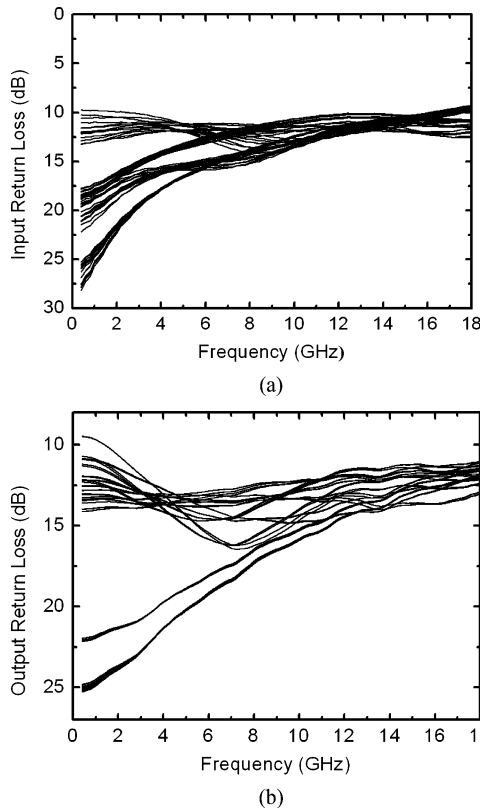 0
5
10
15
20
25
30
Input Return Loss (dB)
0 2 4 6 8 10 12 14 16 18
Frequency (GHz)
(a)
10
15
20
25
Output Return Loss (dB)
0 2 4 6 8 10 12 14 16 18
Frequency (GHz)
(b)